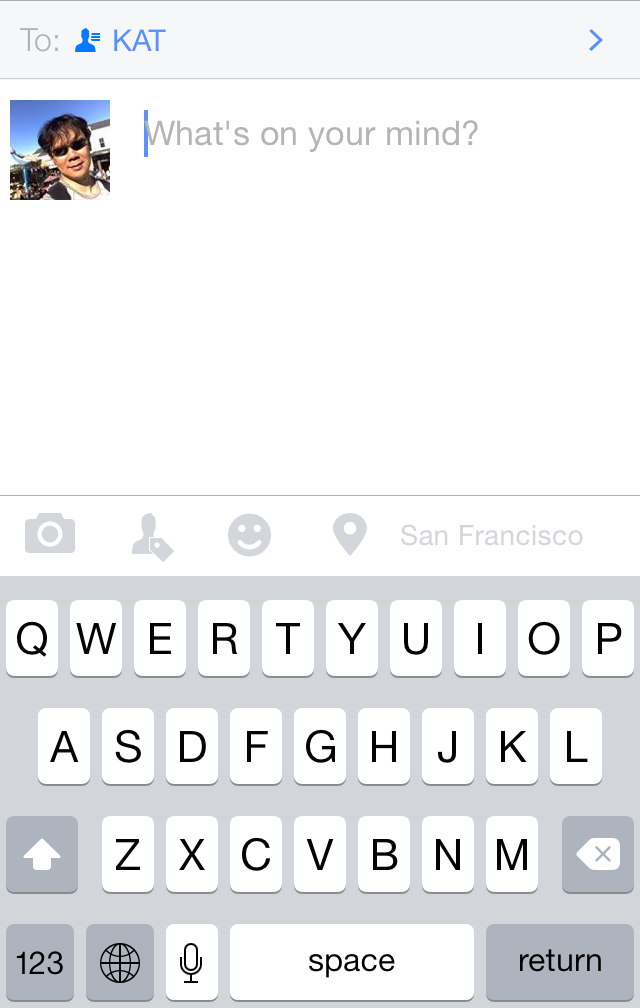 To: KAT
What's on your mind?
San Francisco
Q W E R T Y U I O P
A S D F G H J K L
Z X C V B N M
123 space return